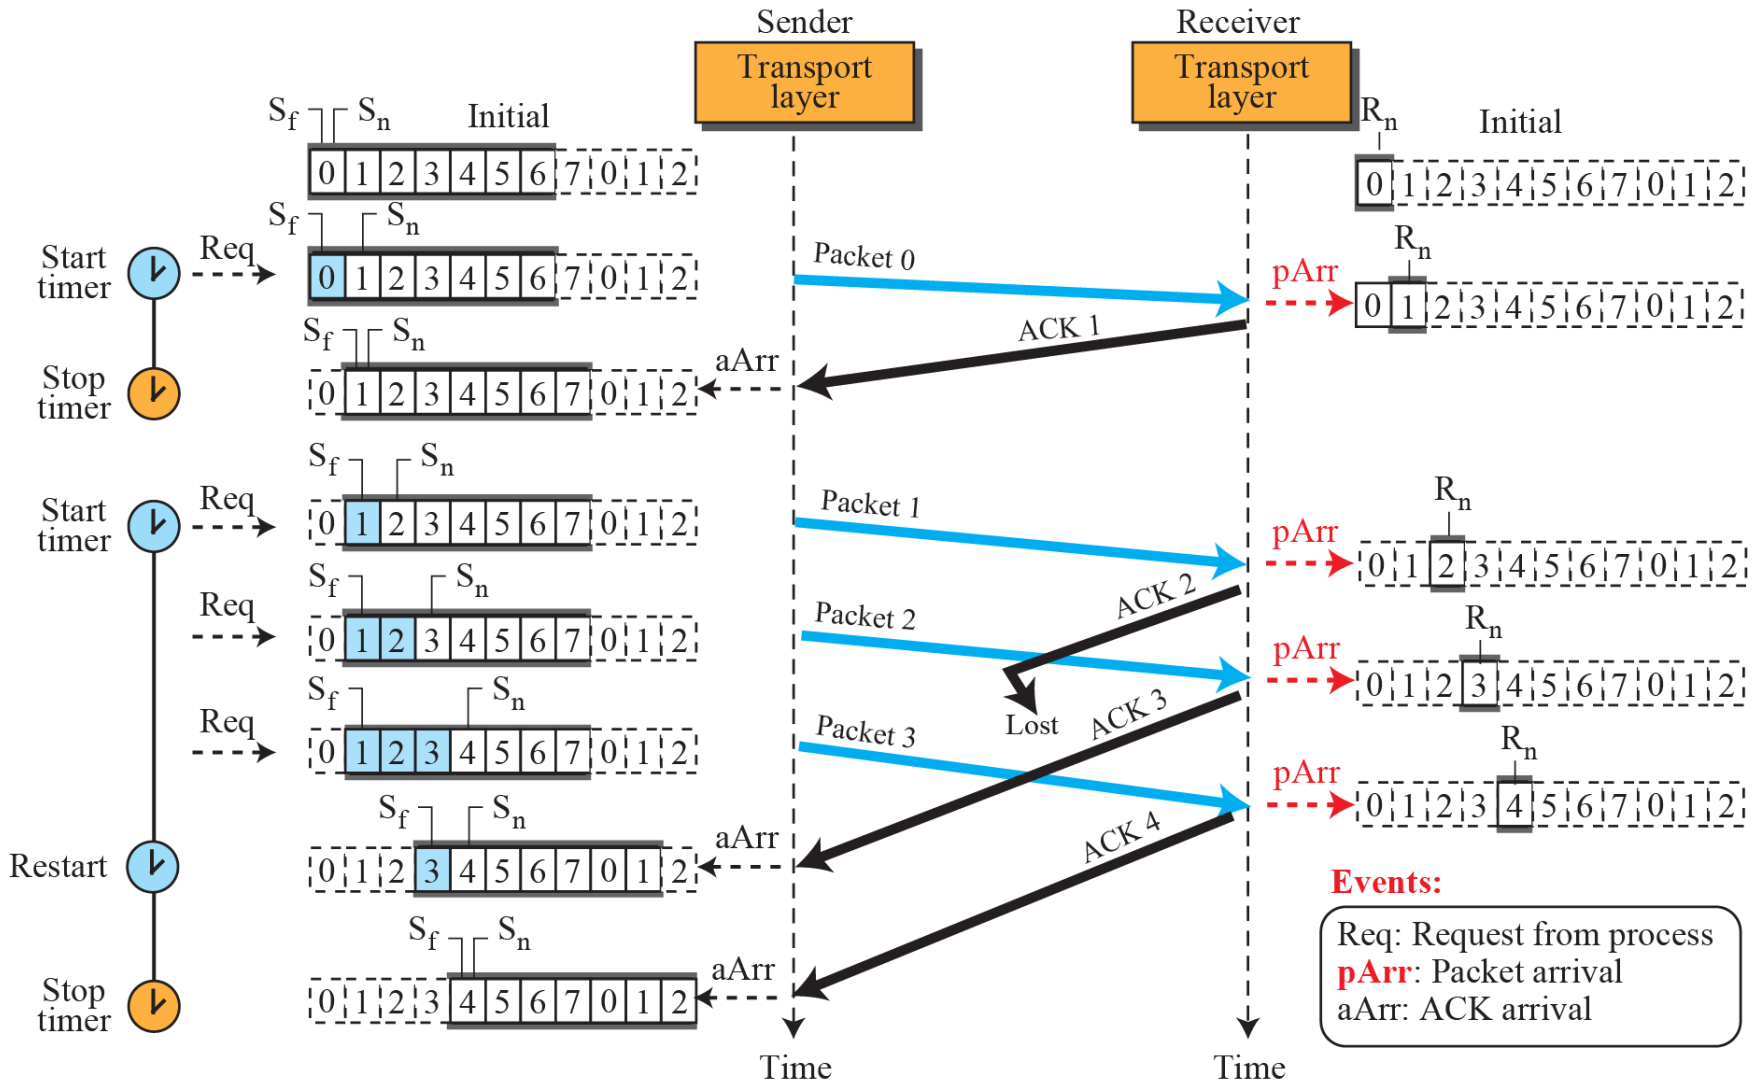 Sender Receiver
Transport layer Transport layer
Sf Sn Initial Rn Initial
0 1 2 3 4 5 6 7 0 1 2 0 1 2 3 4 5 6 7 0 1 2
Sf Sn Rn
Start timer Req 0 1 2 3 4 5 6 7 0 1 2 Packet 0 pArr 0 1 2 3 4 5 6 7 0 1 2
Sf Sn ACK 1
Stop timer 0 1 2 3 4 5 6 7 0 1 2 aArr
Sf Sn Rn
Start timer Req 0 1 2 3 4 5 6 7 0 1 2 Packet 1 pArr 0 1 2 3 4 5 6 7 0 1 2
Sf Sn ACK 2 Rn
Req 0 1 2 3 4 5 6 7 0 1 2 Packet 2 pArr 0 1 2 3 4 5 6 7 0 1 2
Sf Sn Lost ACK 3 Rn
Req 0 1 2 3 4 5 6 7 0 1 2 Packet 3 pArr 0 1 2 3 4 5 6 7 0 1 2
Sf Sn ACK 4
Restart 0 1 2 3 4 5 6 7 0 1 2 aArr
Sf Sn
Stop timer 0 1 2 3 4 5 6 7 0 1 2 aArr
Events:
Req: Request from process
pArr: Packet arrival
aArr: ACK arrival
Time Time